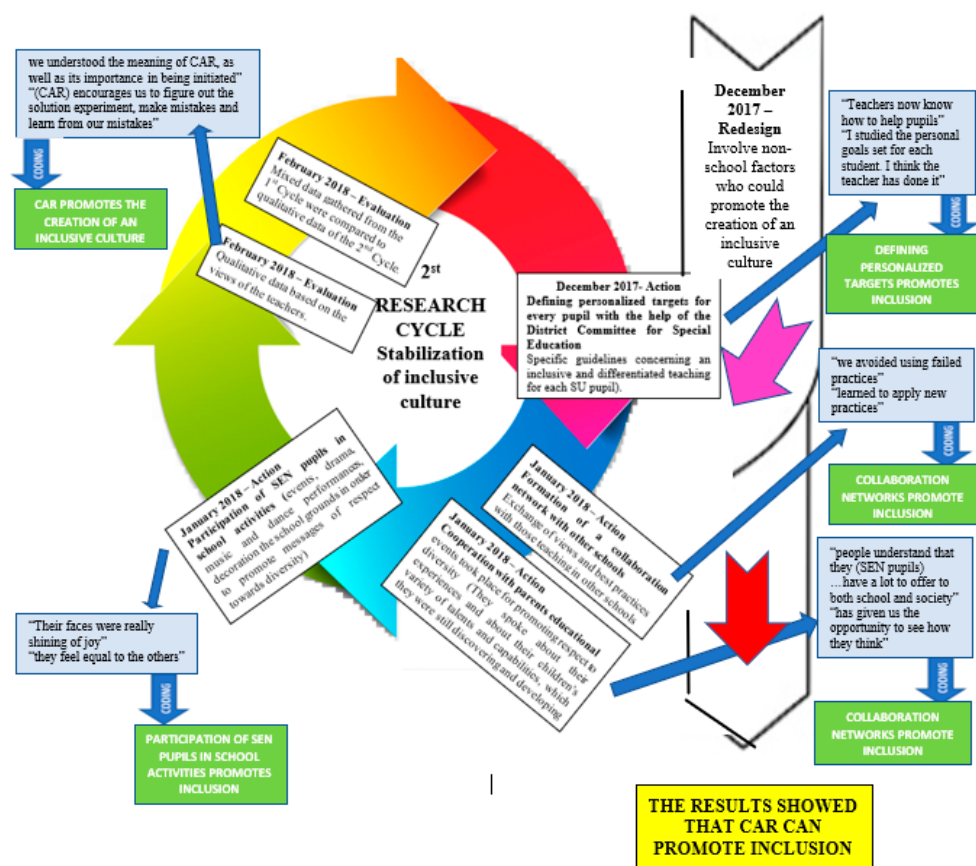 we understood the meaning of CAR, as
well as its importance in being initiated”
“(CAR) encourages us to figure out the
solution experiment, make mistakes and
learn from our mistakes”
CODING
CAR PROMOTES THE
CREATION OF AN
INCLUSIVE CULTURE
February 2018 – Evaluation
Mixed data gathered from the
1st Cycle were compared to
qualitative data of the 2nd Cycle.
February 2018 – Evaluation
Qualitative data based on the
views of the teachers.
2st
RESEARCH
CYCLE
Stabilization
of inclusive
culture
December
2017 –
Redesign
Involve non-
school factors
who could
promote the
creation of an
inclusive
culture
“Teachers now know
how to help pupils”
“I studied the personal
goals set for each
student. I think the
teacher has done it”
CODING
DEFINING
PERSONALIZED
TARGETS PROMOTES
INCLUSION
December 2017- Action
Defining personalized targets for
every pupil with the help of the
District Committee for Special
Education
Specific guidelines concerning an
inclusive and differentiated teaching
for each SU pupil).
“we avoided using failed
practices”
“learned to apply new
practices”
CODING
COLLABORATION
NETWORKS PROMOTE
INCLUSION
January 2018 – Action
Formation of a collaboration
network with other schools
Exchange of views and best practices
with those teaching in other schools
January 2018 – Action
Cooperation with parents educational
events took place for promoting respect to
diversity (They spoke about their
experiences and about their children’s
variety of talents and capabilities, which
they were still discovering and developing
“people understand that
they (SEN pupils)
…have a lot to offer to
both school and society”
“has given us the
opportunity to see how
they think”
CODING
COLLABORATION
NETWORKS PROMOTE
INCLUSION
January 2018 – Action
Participation of SEN pupils in
school activities (events, drama,
music and dance performances,
decoration the school grounds in order
to promote messages of respect
towards diversity)
“Their faces were really
shining of joy”
“they feel equal to the others”
CODING
PARTICIPATION OF SEN
PUPILS IN SCHOOL
ACTIVITIES PROMOTES
INCLUSION
THE RESULTS SHOWED
THAT CAR CAN
PROMOTE INCLUSION